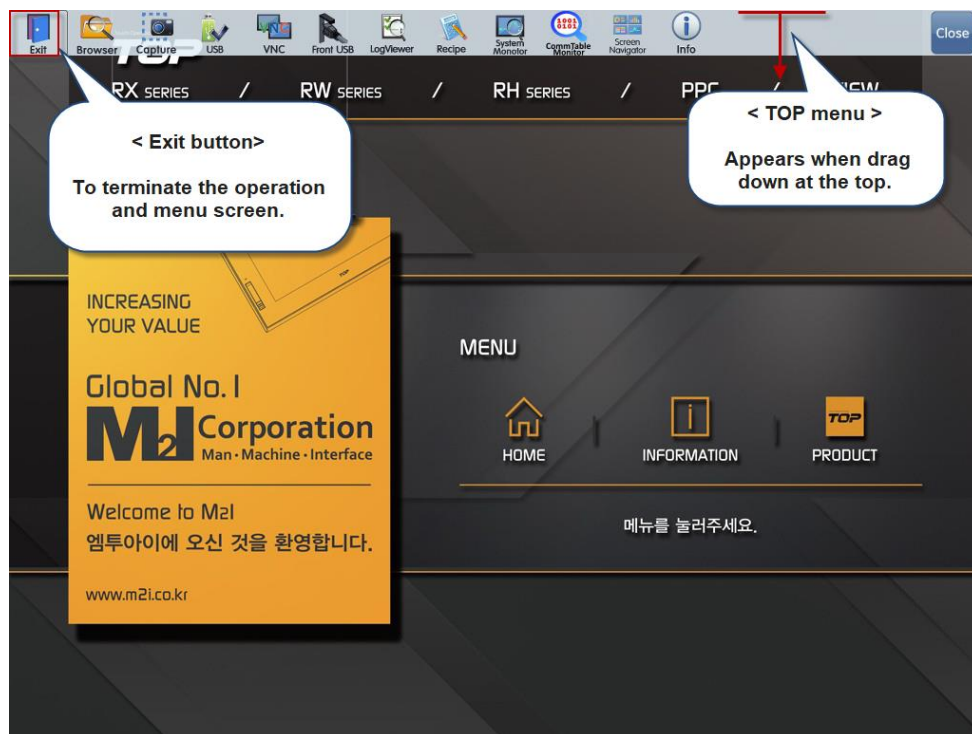 Exit Browser Capture USB VNC Front USB LogViewer Recipe System Monotor CommTable Monitor Screen Navigator Info Close
TOP
RX SERIES / RW SERIES / RH SERIES / PPC /
< Exit button>
To terminate the operation
and menu screen.
< TOP menu >
Appears when drag
down at the top.
TOP
INCREASING
YOUR VALUE
Global No.1
M2I Corporation
Man·Machine·Interface
Welcome to M2I
엠투아이에 오신 것을 환영합니다.
www.m2i.co.kr
MENU
HOME
INFORMATION
TOP
PRODUCT
메뉴를 눌러주세요.